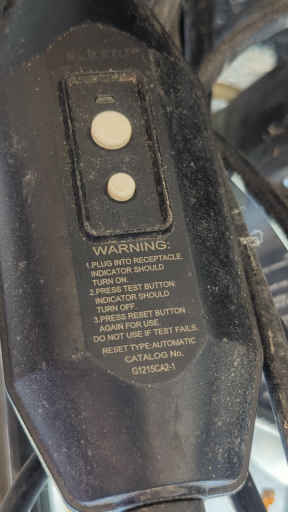 WARNING:
1.PLUG INTO RECEPTACLE,
INDICATOR SHOULD
TURN ON.
2.PRESS TEST BUTTON
INDICATOR SHOULD
TURN OFF.
3.PRESS RESET BUTTON
AGAIN FOR USE.
DO NOT USE IF TEST FAILS.
RESET TYPE:AUTOMATIC
CATALOG No.
G1215CA2-1